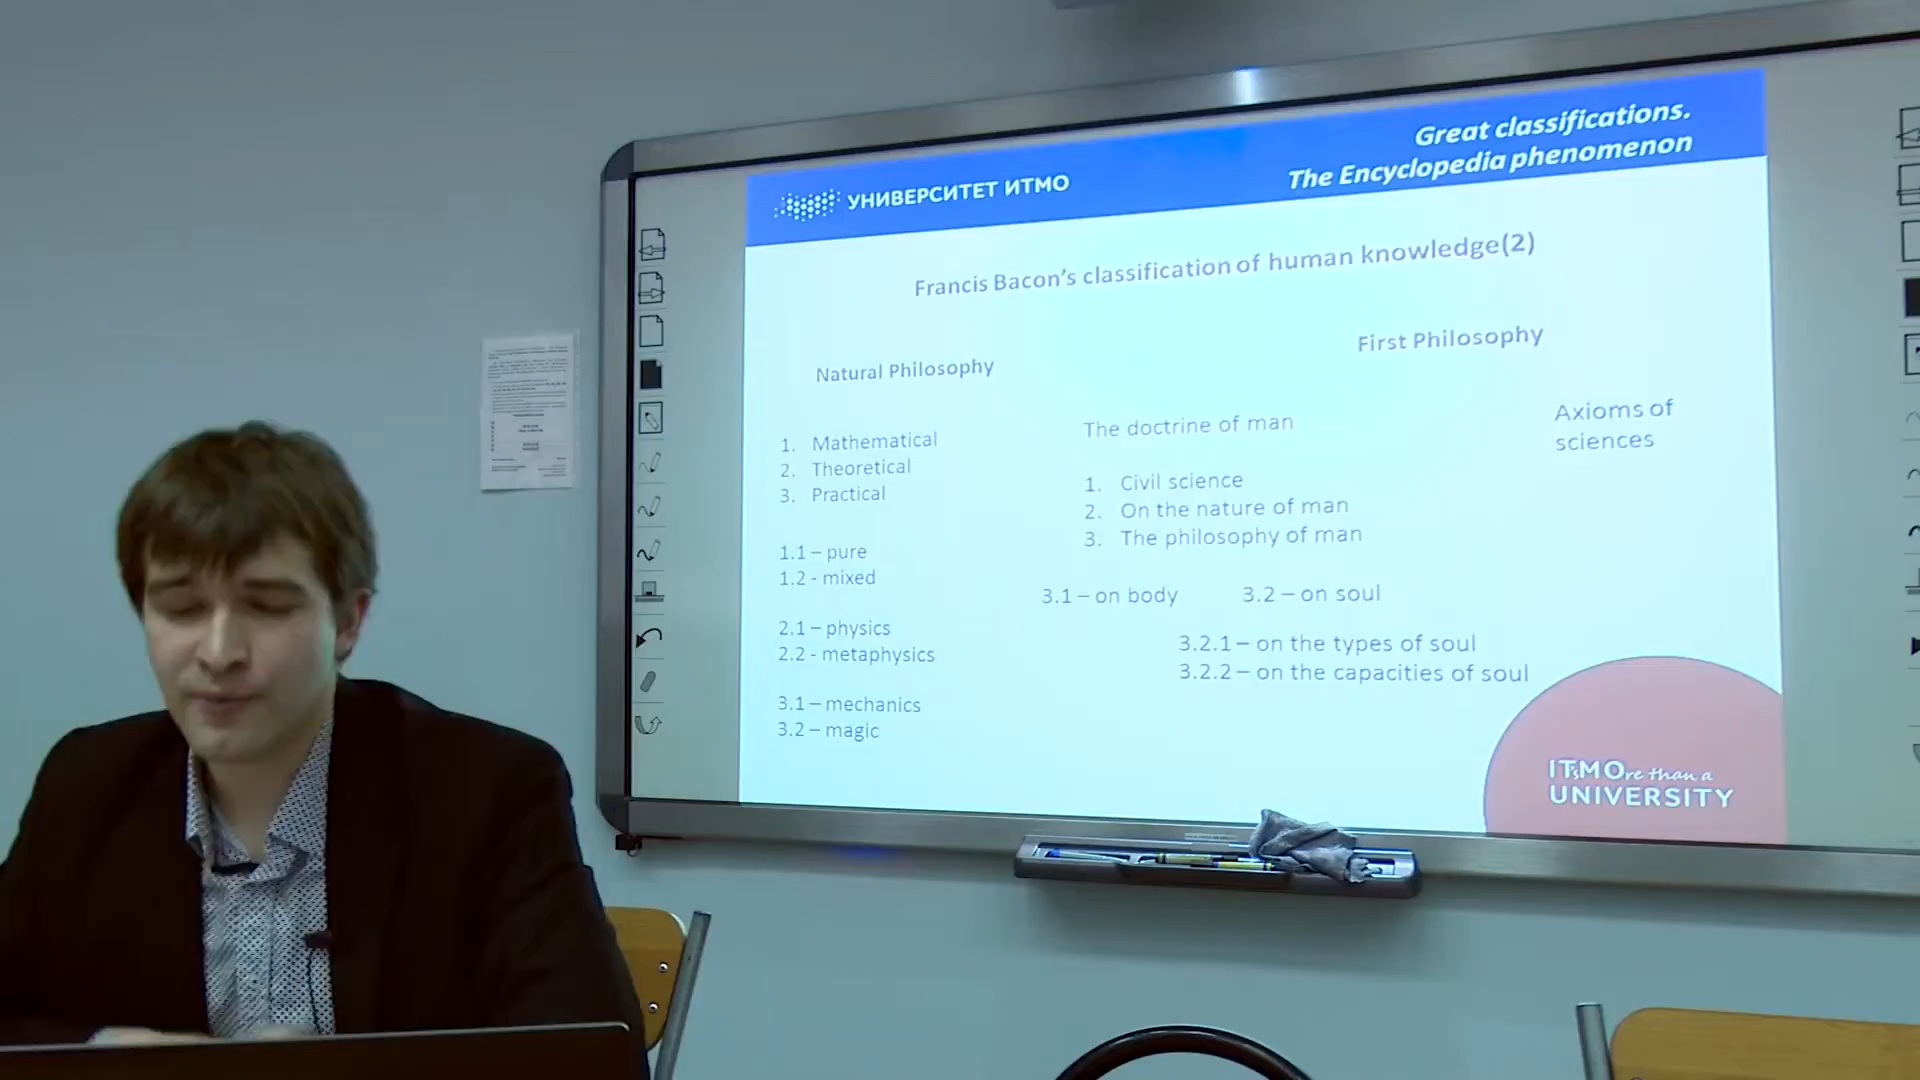 Great classifications.
The Encyclopedia phenomenon
УНИВЕРСИТЕТ ИТМО
Francis Bacon's classification of human knowledge(2)
First Philosophy
Natural Philosophy
Axioms of
sciences
The doctrine of man
1. Mathematical
2. Theoretical
3. Practical
1. Civil science
2. On the nature of man
3. The philosophy of man
1.1 – pure
1.2 - mixed
3.1 – on body
3.2 – on soul
2.1 – physics
2.2 - metaphysics
3.2.1 – on the types of soul
3.2.2 – on the capacities of soul
3.1 – mechanics
3.2 – magic
IT'sMOre than a
UNIVERSITY